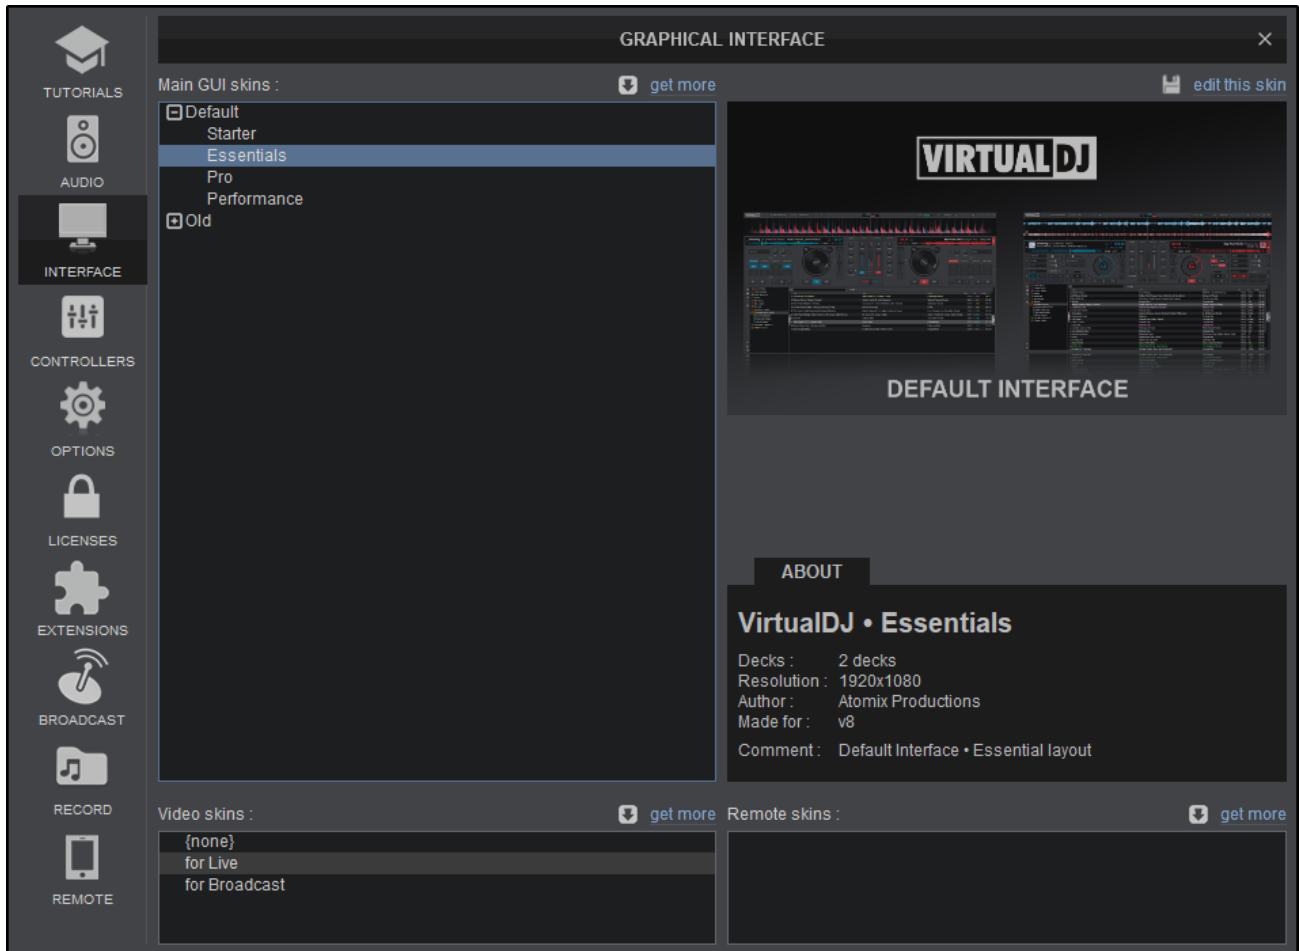 GRAPHICAL INTERFACE
TUTORIALS
AUDIO
INTERFACE
CONTROLLERS
OPTIONS
LICENSES
EXTENSIONS
BROADCAST
RECORD
REMOTE
Main GUI skins :
get more
Default
Starter
Essentials
Pro
Performance
Old
edit this skin
VIRTUAL DJ
DEFAULT INTERFACE
ABOUT
VirtualDJ • Essentials
Decks : 2 decks
Resolution : 1920x1080
Author : Atomix Productions
Made for : v8
Comment : Default Interface • Essential layout
Video skins :
get more
{none}
for Live
for Broadcast
Remote skins :
get more